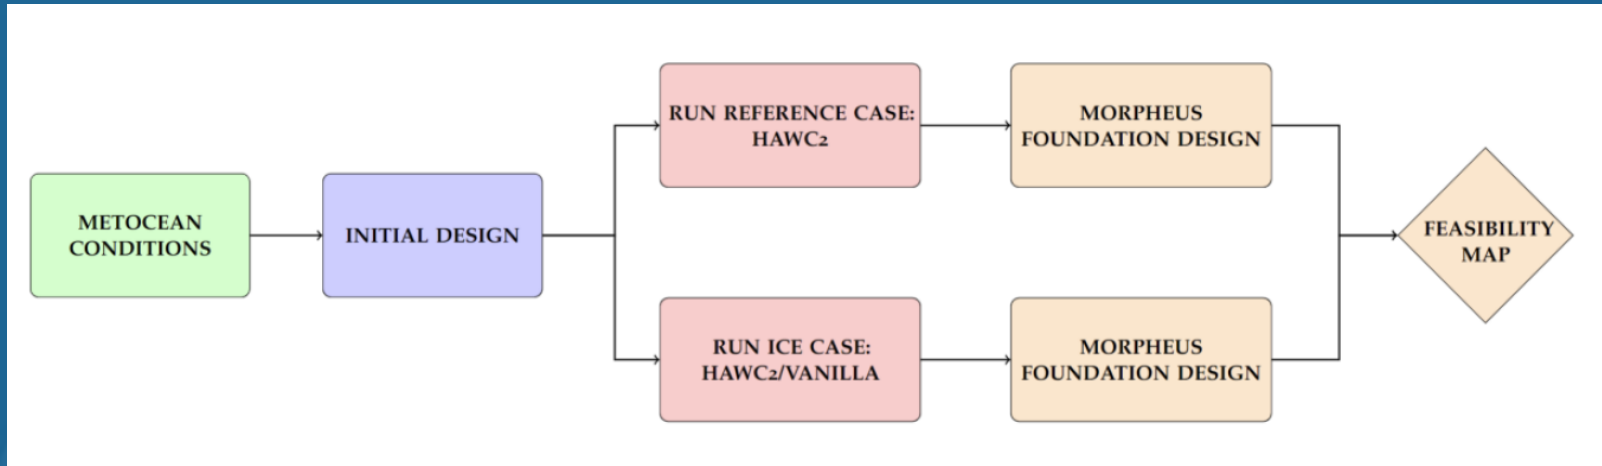 METOCEAN
CONDITIONS
INITIAL DESIGN
RUN REFERENCE CASE:
HAWC2
MORPHEUS
FOUNDATION DESIGN
RUN ICE CASE:
HAWC2/VANILLA
MORPHEUS
FOUNDATION DESIGN
FEASIBILITY
MAP